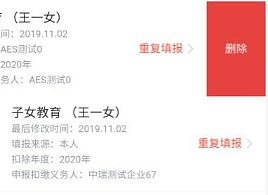 （王一女）
间：2019.11.02
AES测试0
重复填报
删除
2020年
务人：AES测试0
子女教育 （王一女）
最后修改时间：2019.11.02
填报来源：本人
重复填报
扣除年度：2020年
申报扣缴义务人：中瑞测试企业67